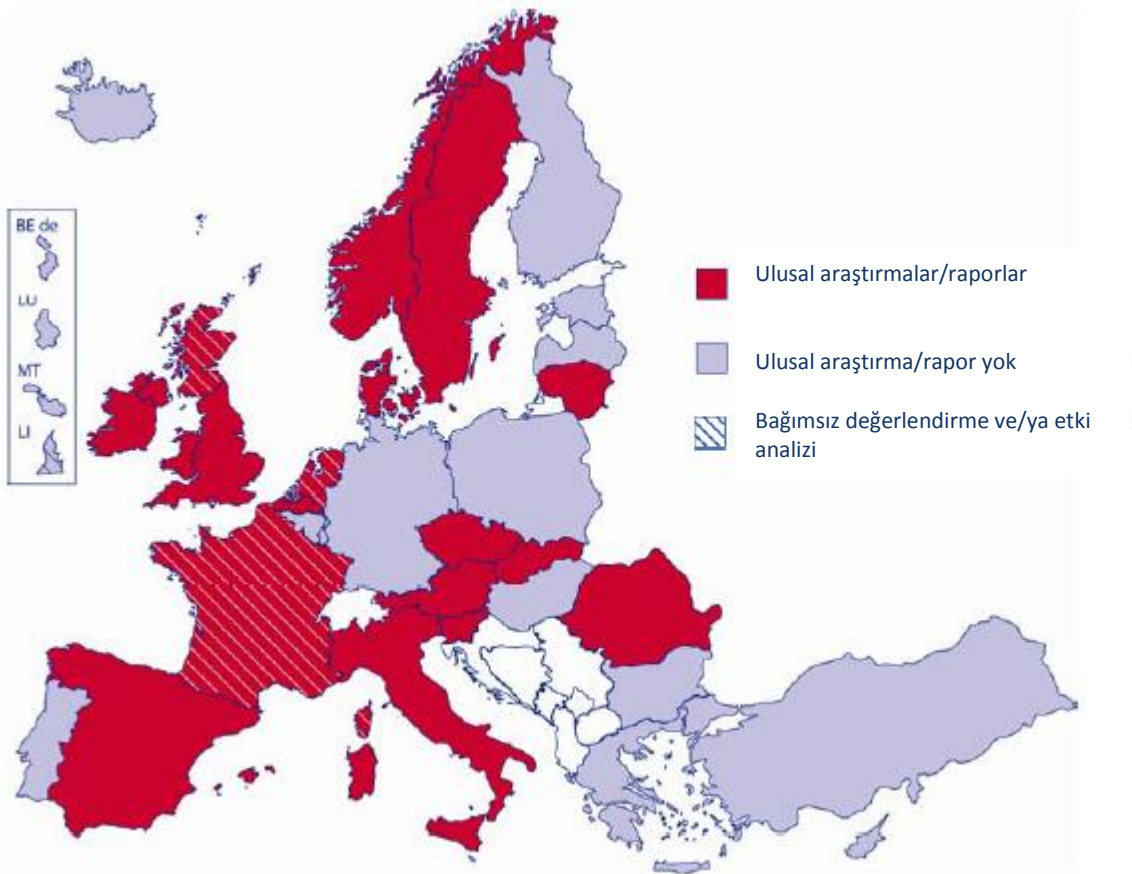 BE de
LU
MT
LI
Ulusal araştırmalar/raporlar
Ulusal araştırma/rapor yok
Bağımsız değerlendirme ve/ya etki
analizi